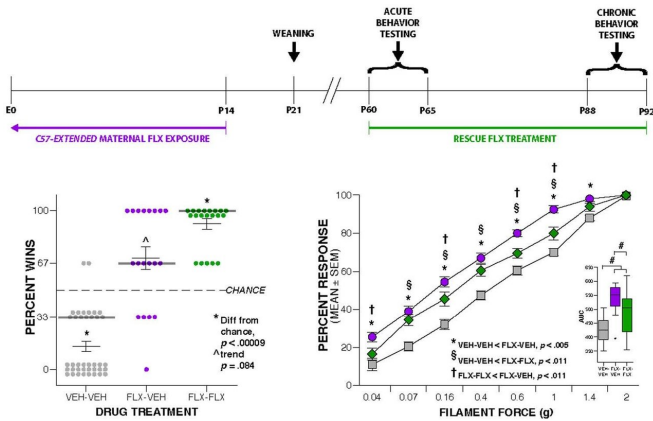 ACUTE
BEHAVIOR
TESTING
CHRONIC
BEHAVIOR
TESTING
WEANING
E0
P14
P21
P60
P65
P88
P92
C57-EXTENDED MATERNAL FLX EXPOSURE
RESCUE FLX TREATMENT
PERCENT WINS
100
67
33
0
*
^
*
CHANCE
* Diff from
chance,
p < .00009
^ trend
p = .084
VEH-VEH
FLX-VEH
FLX-FLX
DRUG TREATMENT
PERCENT RESPONSE
(MEAN ± SEM)
100
80
60
40
20
0
†
*
§
*
†
§
*
§
*
†
§
*
†
§
*
*
* VEH-VEH < FLX-VEH, p < .005
§ VEH-VEH < FLX-FLX, p < .011
† FLX-FLX < FLX-VEH, p < .011
0.04
0.07
0.16
0.4
0.6
1
1.4
2
FILAMENT FORCE (g)
#
#
AUC
VEH-
VEH
FLX-
VEH
FLX-
FLX